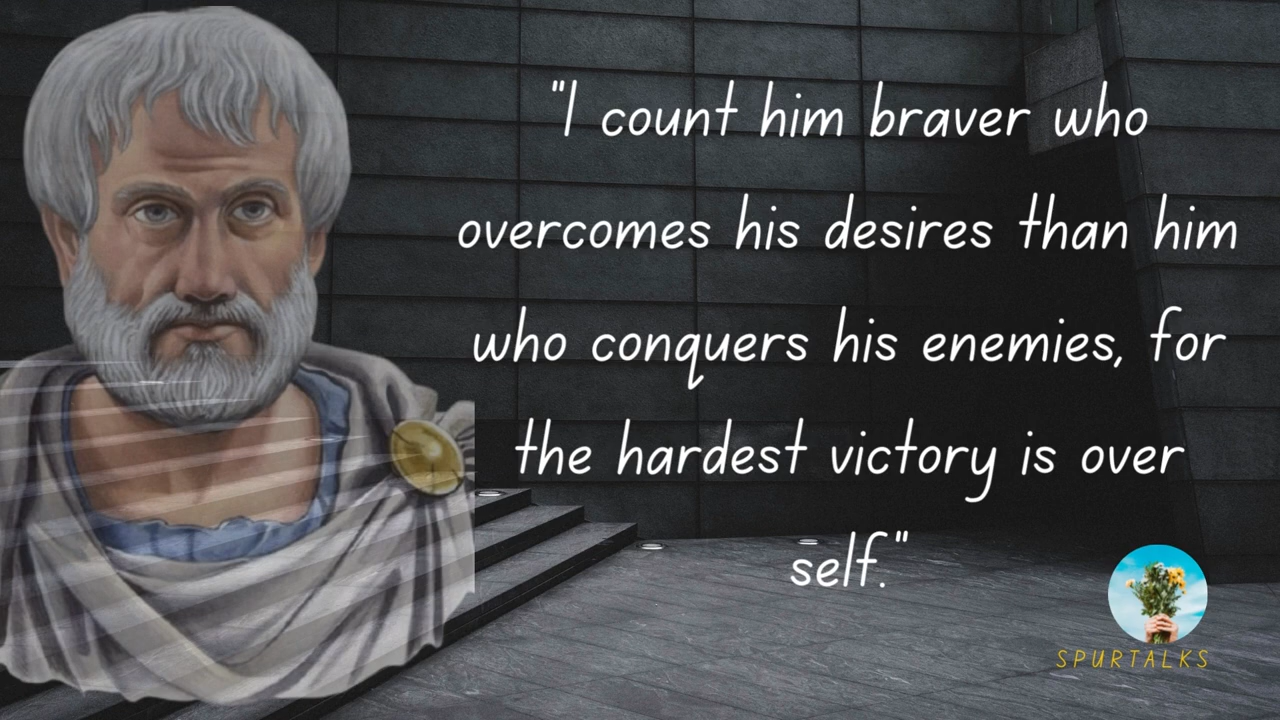 "I count him braver who
overcomes his desires than him
who conquers his enemies, for
the hardest victory is over
self."
SPURTALKS